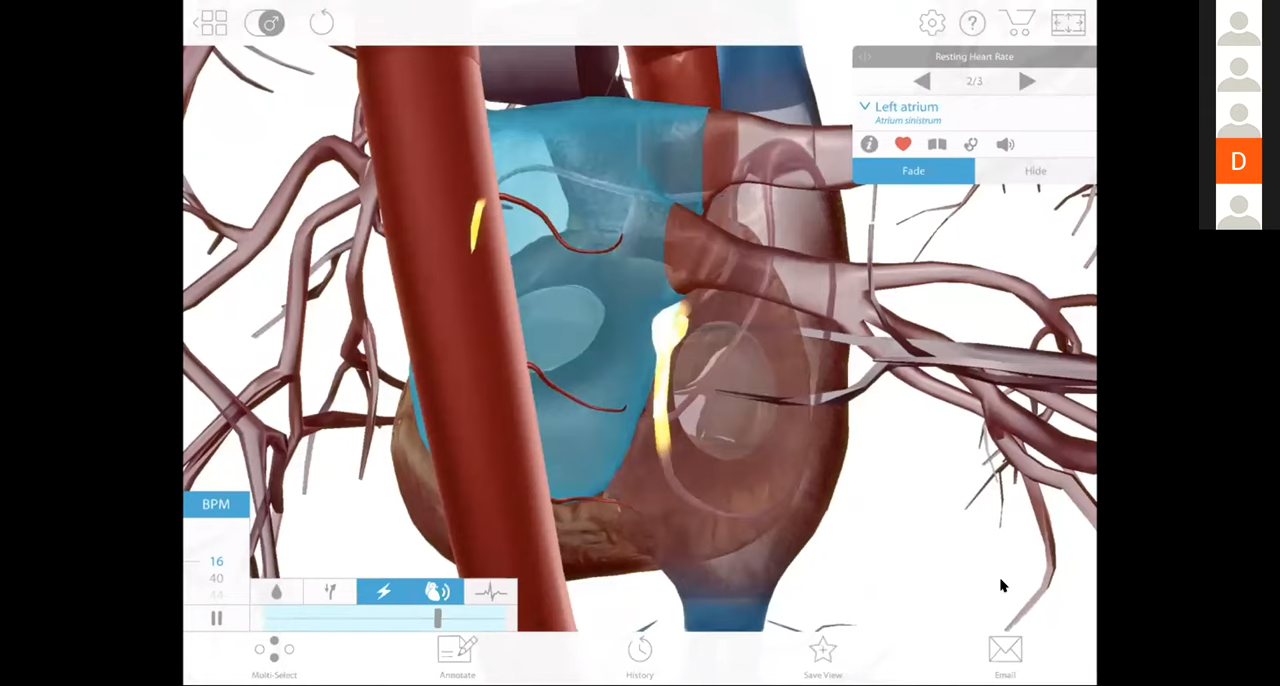 Resting Heart Rate
2/3
Left atrium
Atrium sinistrum
Fade
Hide
D
BPM
16
40
44
Multi-Select
Annotate
History
Save View
Email